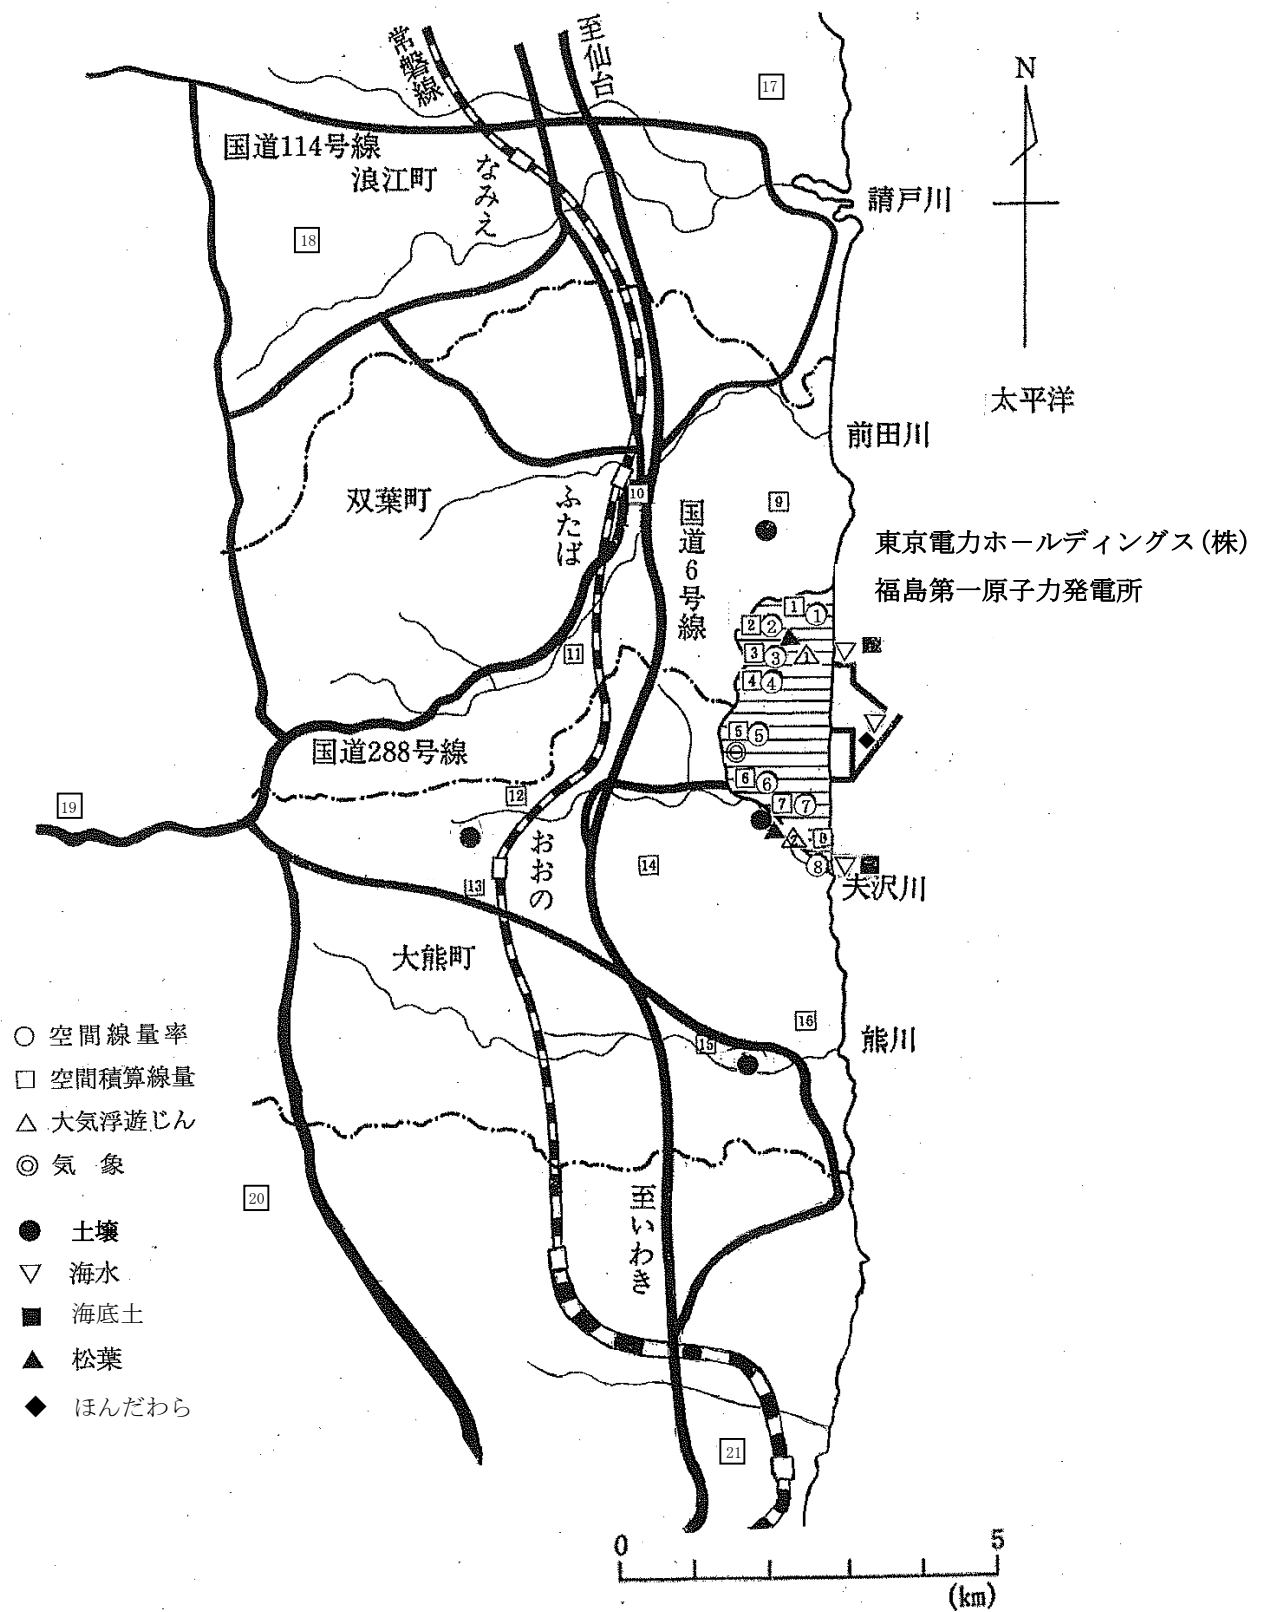 常磐線
至仙台
N
17
国道114号線
浪江町
なみえ
請戸川
18
太平洋
前田川
双葉町
ふたば
10
国道6号線
9
東京電力ホールディングス(株)
福島第一原子力発電所
1 ①
2 ②
3 ③ 1
4 ④
11
5 ⑤
国道288号線
6 ⑥
12
7 ⑦
19
8
⑧
おおの
14
13
夫沢川
大熊町
16
15
熊川
○ 空間線量率
□ 空間積算線量
△ 大気浮遊じん
◎ 気象
20
至いわき
● 土壌
▽ 海水
■ 海底土
▲ 松葉
◆ ほんだわら
21
0 5
(km)